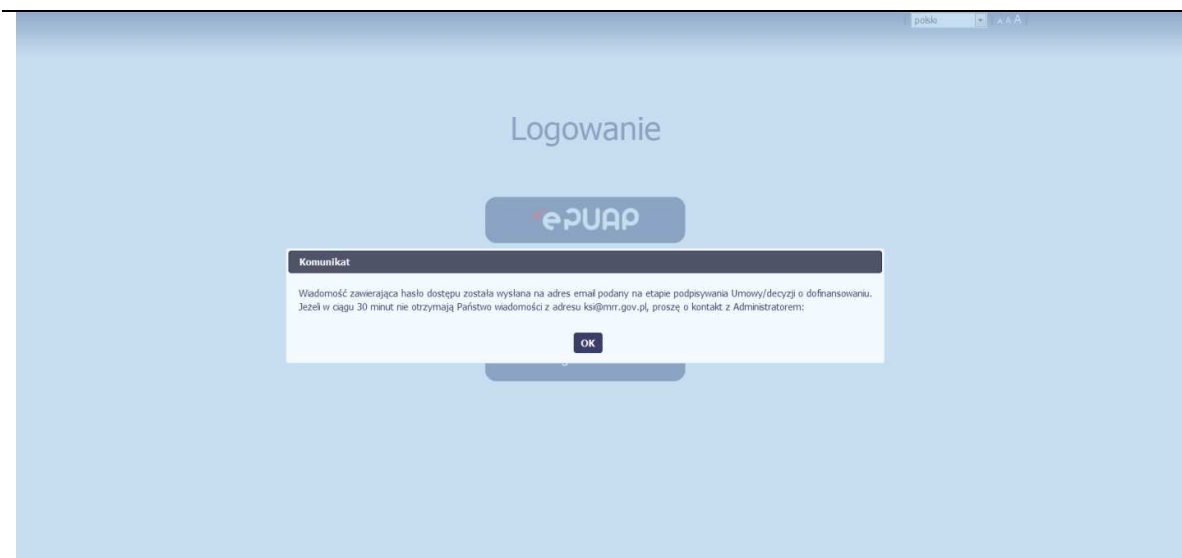 polski
A A A
Logowanie
ePUAP
Komunikat
Wiadomość zawierająca hasło dostępu została wysłana na adres email podany na etapie podpisywania Umowy/decyzji o dofinansowaniu.
Jeżeli w ciągu 30 minut nie otrzymają Państwo wiadomości z adresu ksi@mrr.gov.pl, proszę o kontakt z Administratorem:
OK